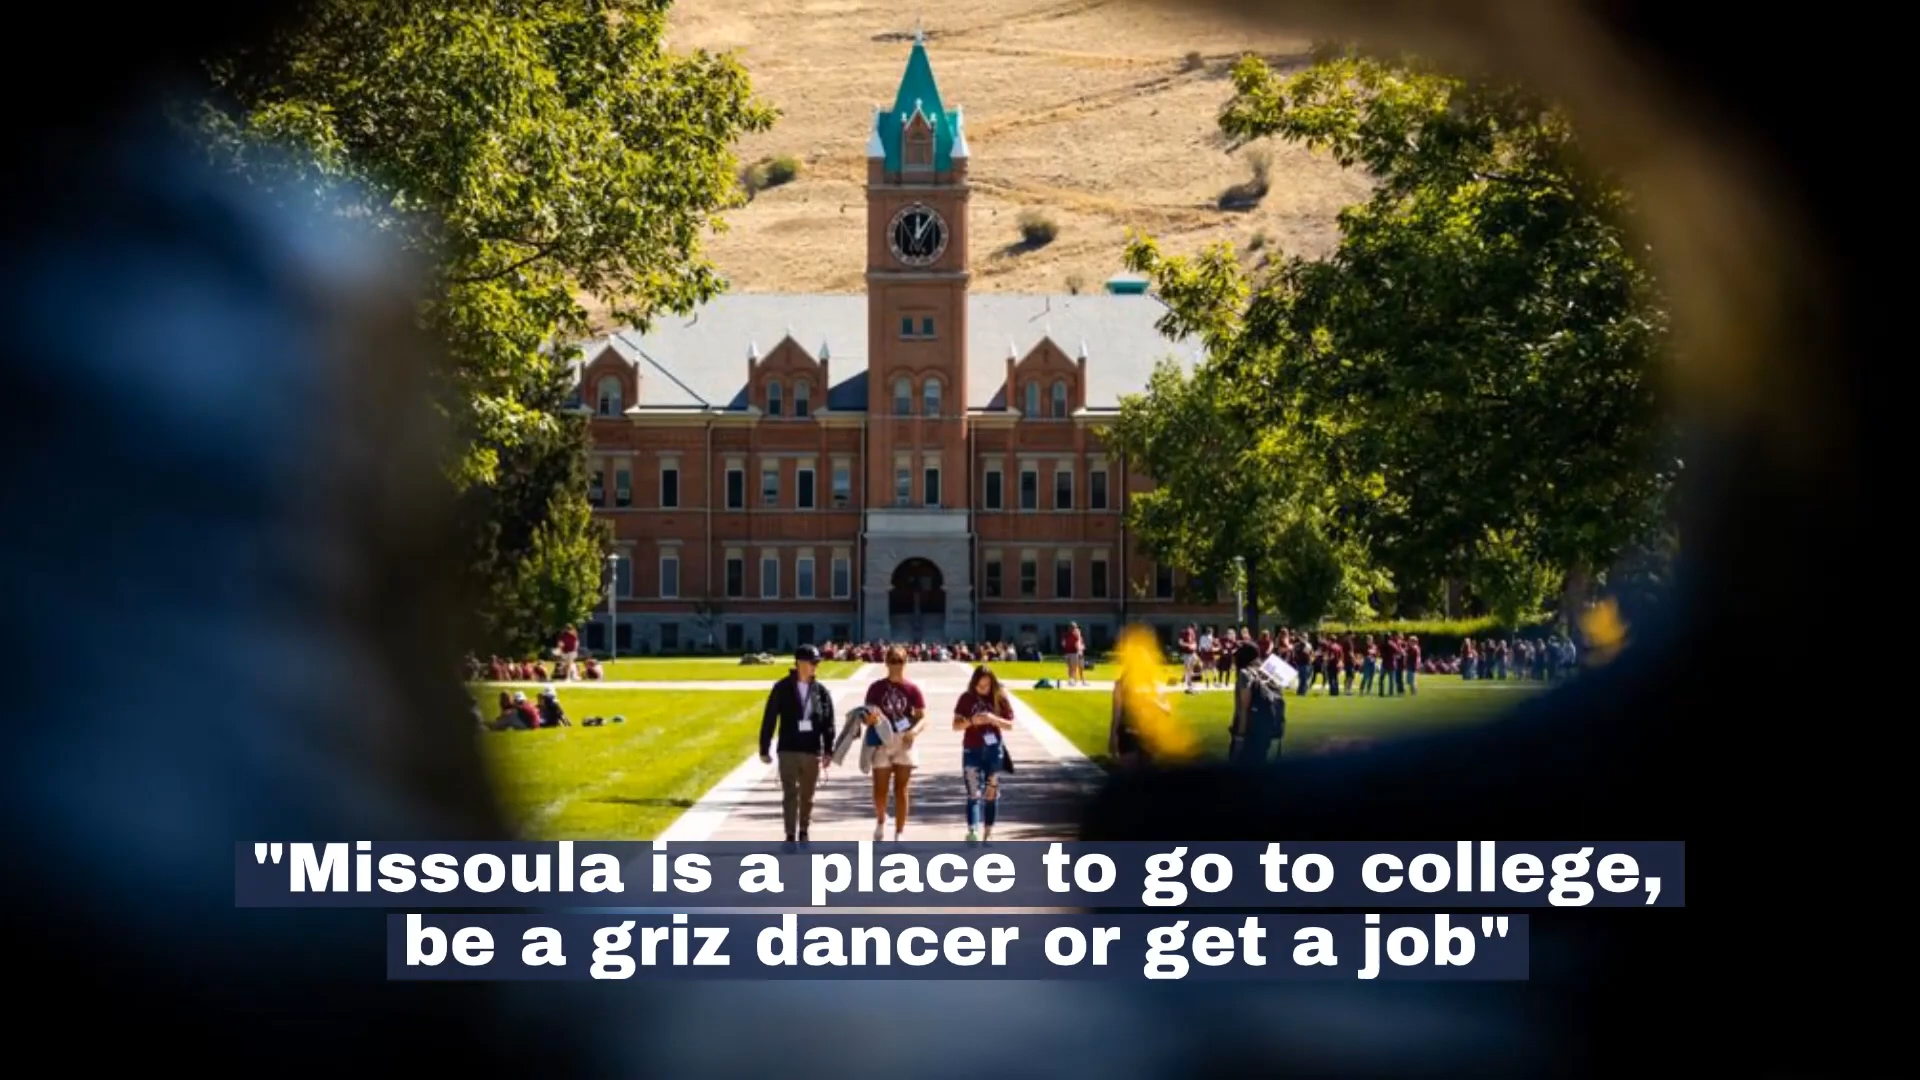 "Missoula is a place to go to college,
be a griz dancer or get a job"